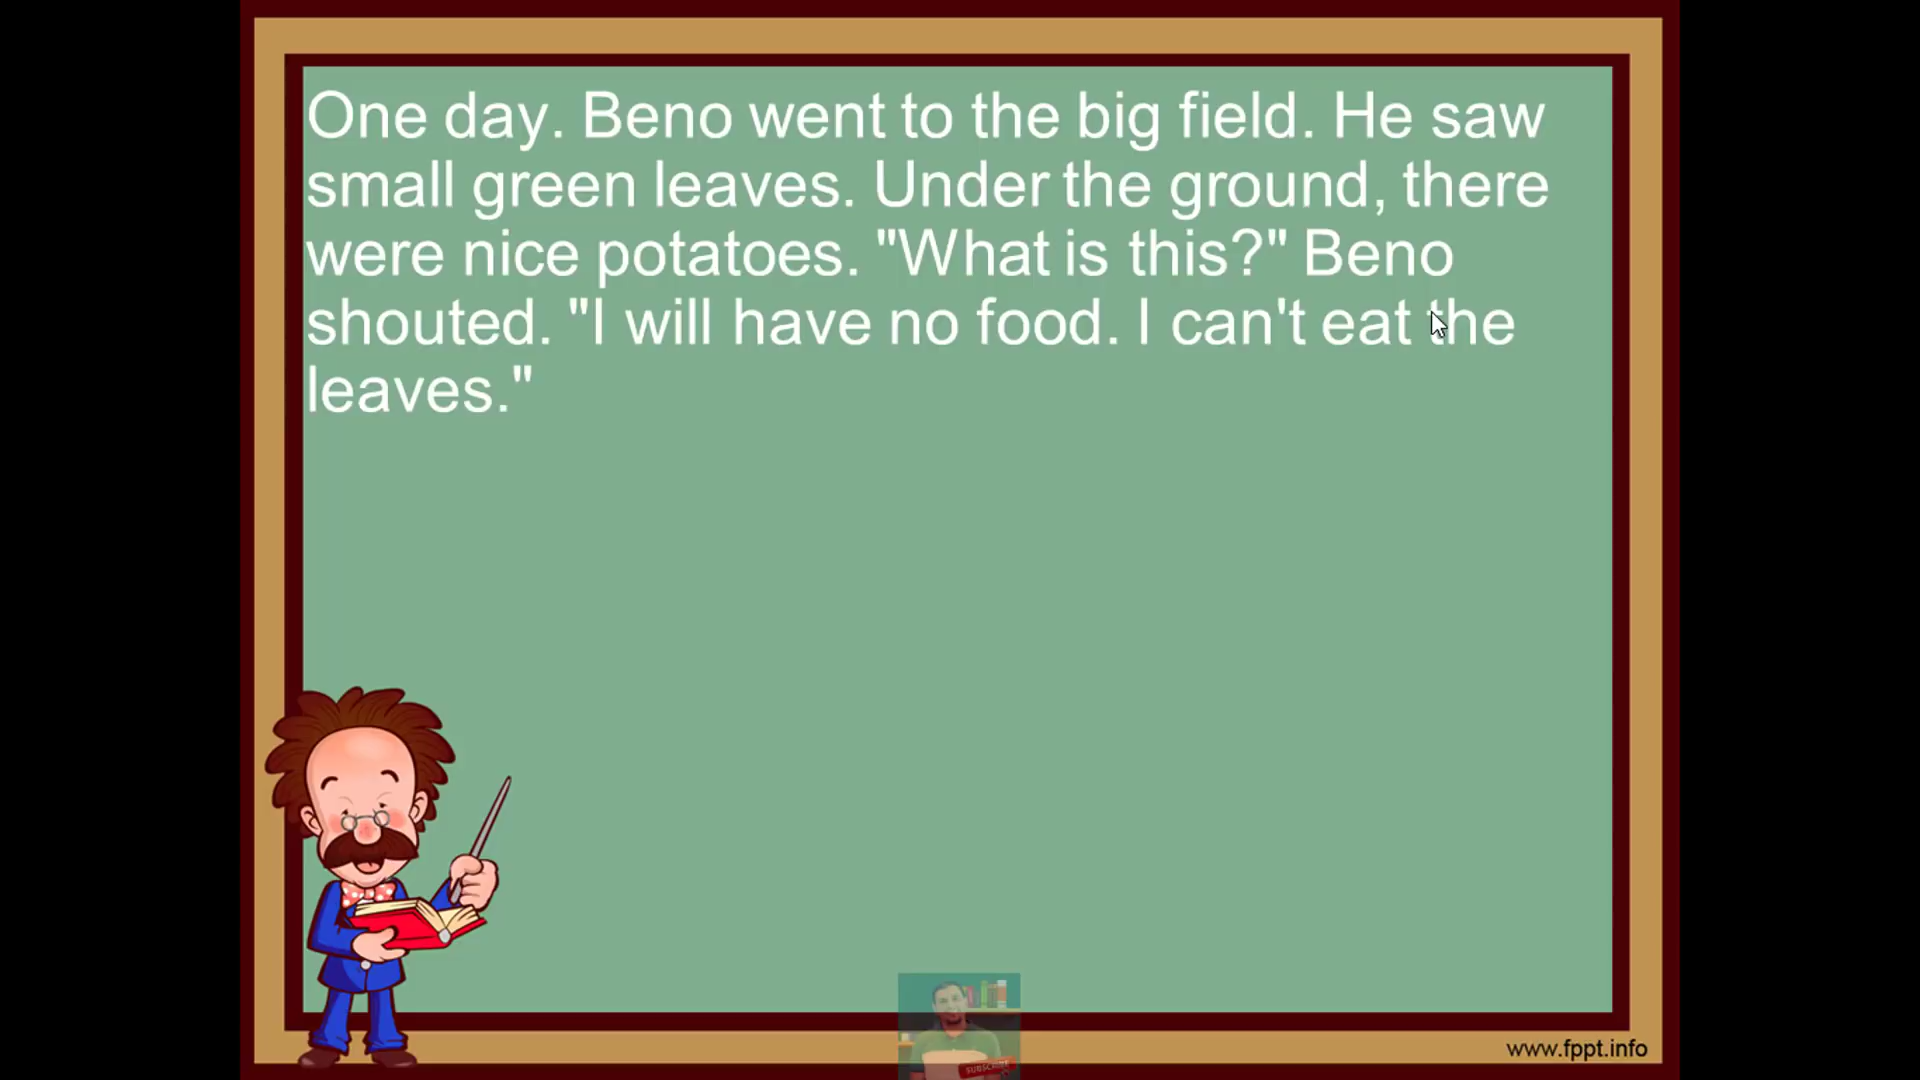 One day. Beno went to the big field. He saw
small green leaves. Under the ground, there
were nice potatoes. "What is this?" Beno
shouted. "I will have no food. I can't eat the
leaves."
SUBSCRIBE
www.fppt.info